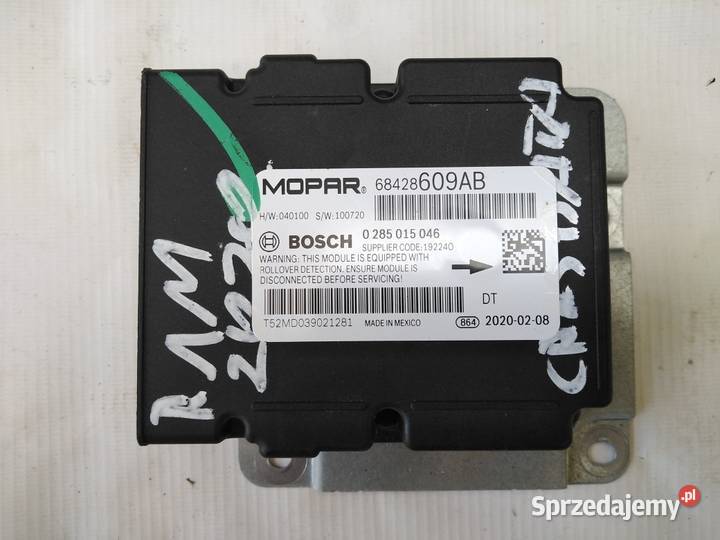 MOPAR® 68428609AB
H/W:040100 S/W:100720
BOSCH 0 285 015 046
SUPPLIER CODE:19224O
WARNING: THIS MODULE IS EQUIPPED WITH
ROLLOVER DETECTION. ENSURE MODULE IS
DISCONNECTED BEFORE SERVICING!
DT
T52MD039021281 MADE IN MEXICO 864 2020-02-08
RAM
Sprzedajemy.pl